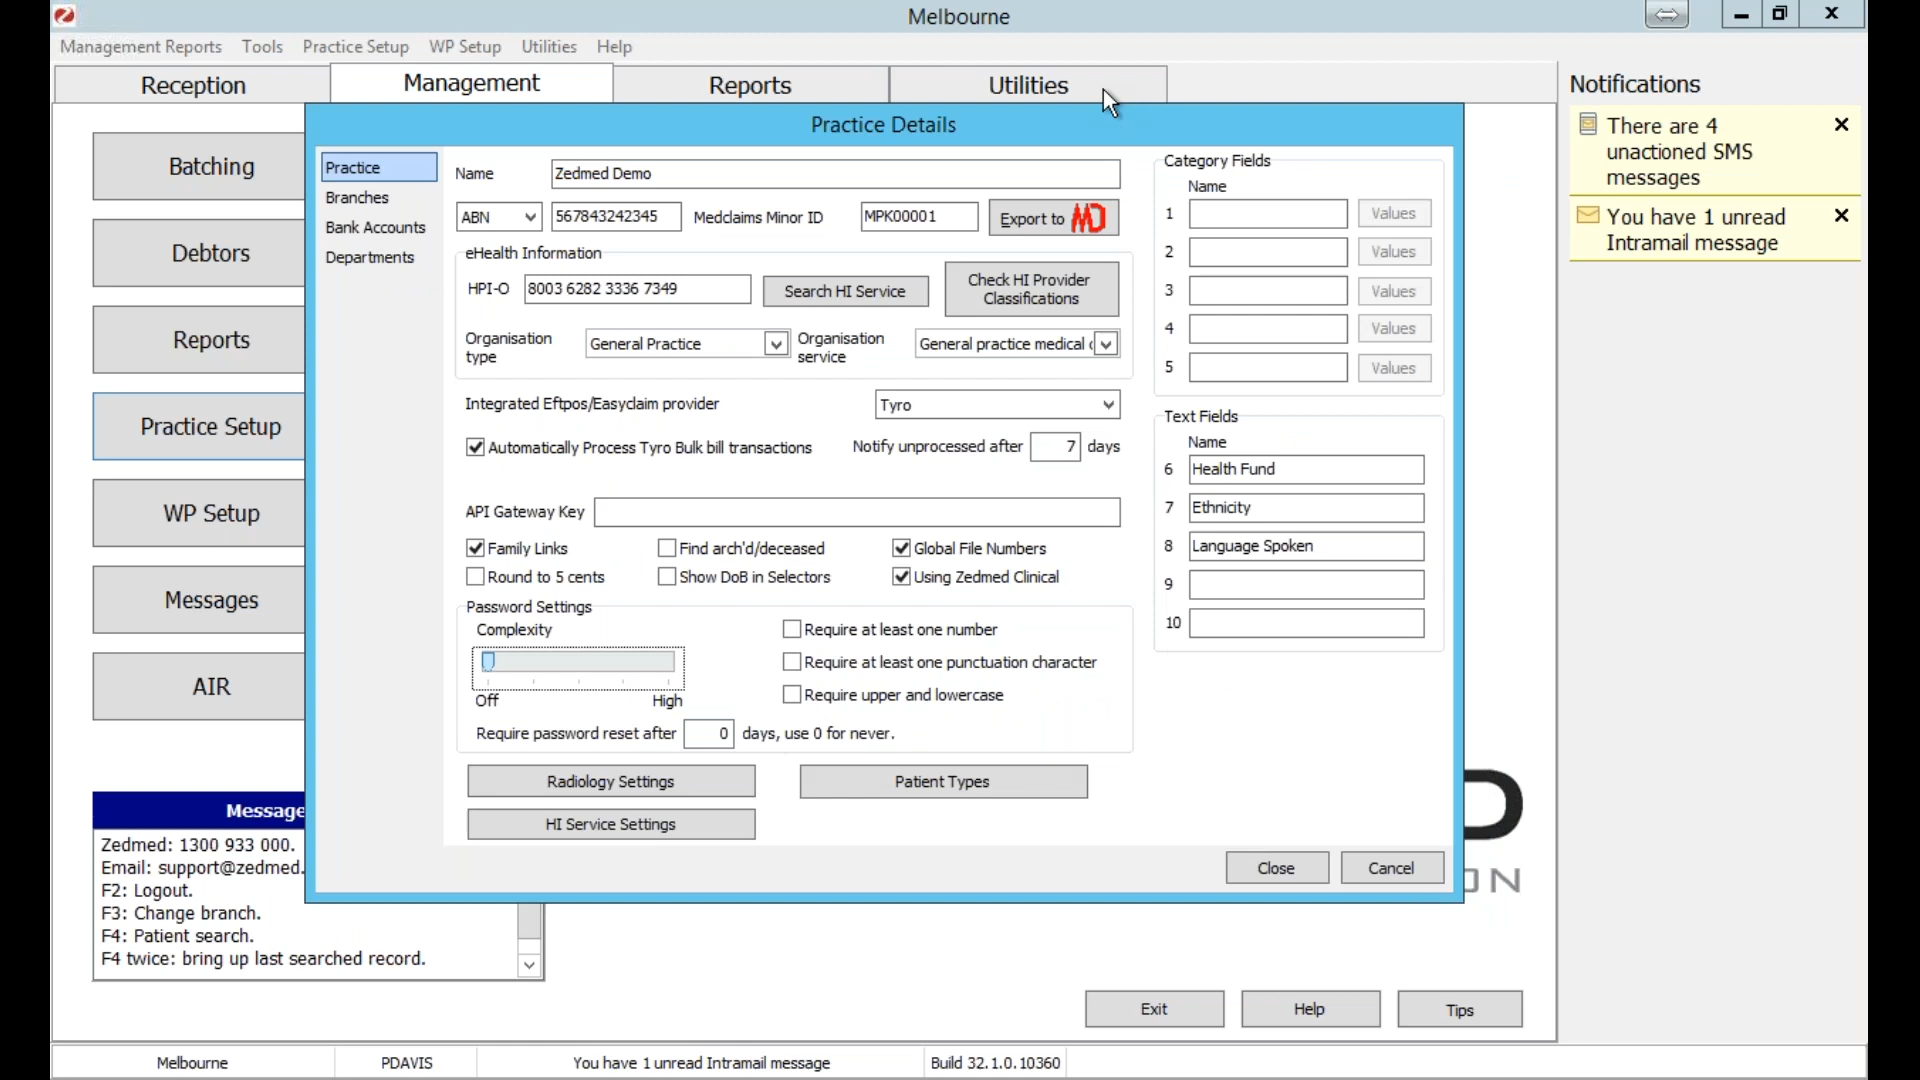 Melbourne
Management Reports Tools Practice Setup WP Setup Utilities Help
Reception Management Reports Utilities
Notifications
There are 4
unactioned SMS
messages
You have 1 unread
Intramail message
Batching
Debtors
Reports
Practice Setup
WP Setup
Messages
AIR
Practice Details
Practice
Branches
Bank Accounts
Departments
Name Zedmed Demo
ABN 567843242345 Medclaims Minor ID MPK00001 Export to
eHealth Information
HPI-O 8003 6282 3336 7349 Search HI Service
Check HI Provider
Classifications
Organisation
type
General Practice
Organisation
service
General practice medical
Integrated Eftpos/Easyclaim provider Tyro
Automatically Process Tyro Bulk bill transactions Notify unprocessed after 7 days
API Gateway Key
Family Links Find arch'd/deceased Global File Numbers
Round to 5 cents Show DoB in Selectors Using Zedmed Clinical
Password Settings
Complexity
Off High
Require at least one number
Require at least one punctuation character
Require upper and lowercase
Require password reset after 0 days, use 0 for never.
Radiology Settings Patient Types
HI Service Settings
Category Fields
Name
1 Values
2 Values
3 Values
4 Values
5 Values
Text Fields
Name
6 Health Fund
7 Ethnicity
8 Language Spoken
9
10
Close Cancel
Message
Zedmed: 1300 933 000.
Email: support@zedmed.
F2: Logout.
F3: Change branch.
F4: Patient search.
F4 twice: bring up last searched record.
Exit Help Tips
Melbourne PDAVIS You have 1 unread Intramail message Build 32.1.0.10360